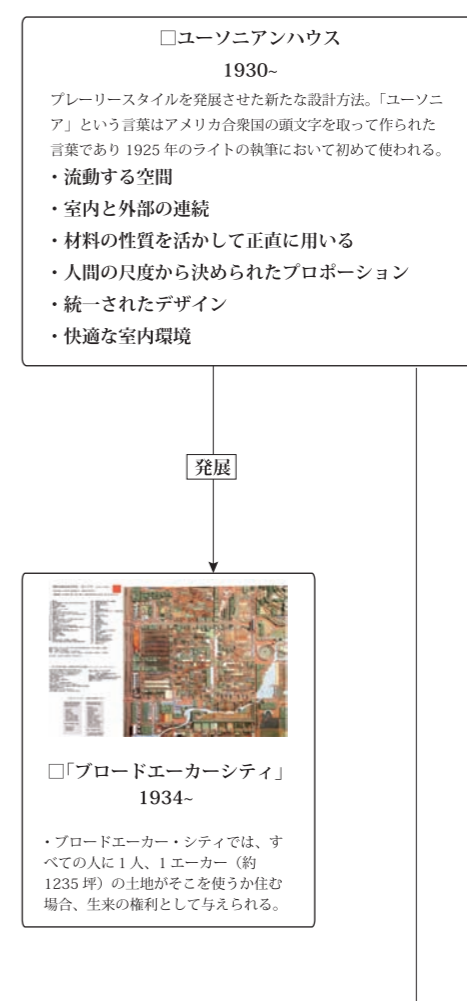 □ユーソニアンハウス
1930~
プレーリースタイルを発展させた新たな設計方法。「ユーソニ
ア」という言葉はアメリカ合衆国の頭文字を取って作られた
言葉であり 1925 年のライトの執筆において初めて使われる。
・流動する空間
・室内と外部の連続
・材料の性質を活かして正直に用いる
・人間の尺度から決められたプロポーション
・統一されたデザイン
・快適な室内環境
発展
□「ブロードエーカーシティ」
1934~
・ブロードエーカー・シティでは、す
べての人に 1 人、1 エーカー（約
1235 坪）の土地がそこを使うか住む
場合、生来の権利として与えられる。